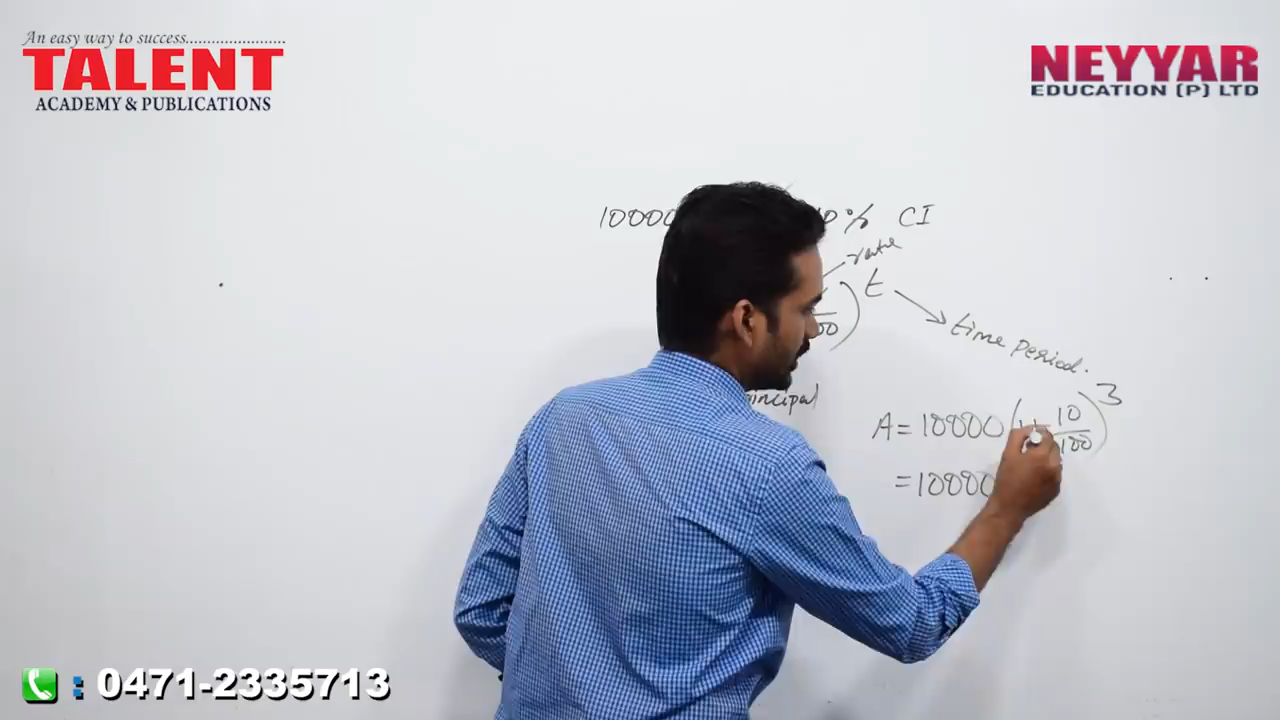 An easy way to success.......................
TALENT
ACADEMY & PUBLICATIONS
NEYYAR
EDUCATION (P) LTD
10000 % CI
rate
) t
time period.
A = 10000 ( 10/100 )³
= 10000
: 0471-2335713